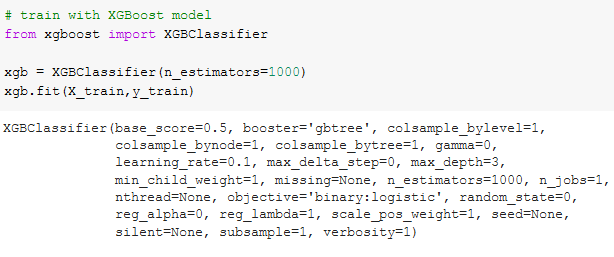 # train with XGBoost model
from xgboost import XGBClassifier
xgb = XGBClassifier(n_estimators=1000)
xgb.fit(X_train,y_train)
XGBClassifier(base_score=0.5, booster='gbtree', colsample_bylevel=1,
colsample_bynode=1, colsample_bytree=1, gamma=0,
learning_rate=0.1, max_delta_step=0, max_depth=3,
min_child_weight=1, missing=None, n_estimators=1000, n_jobs=1,
nthread=None, objective='binary:logistic', random_state=0,
reg_alpha=0, reg_lambda=1, scale_pos_weight=1, seed=None,
silent=None, subsample=1, verbosity=1)